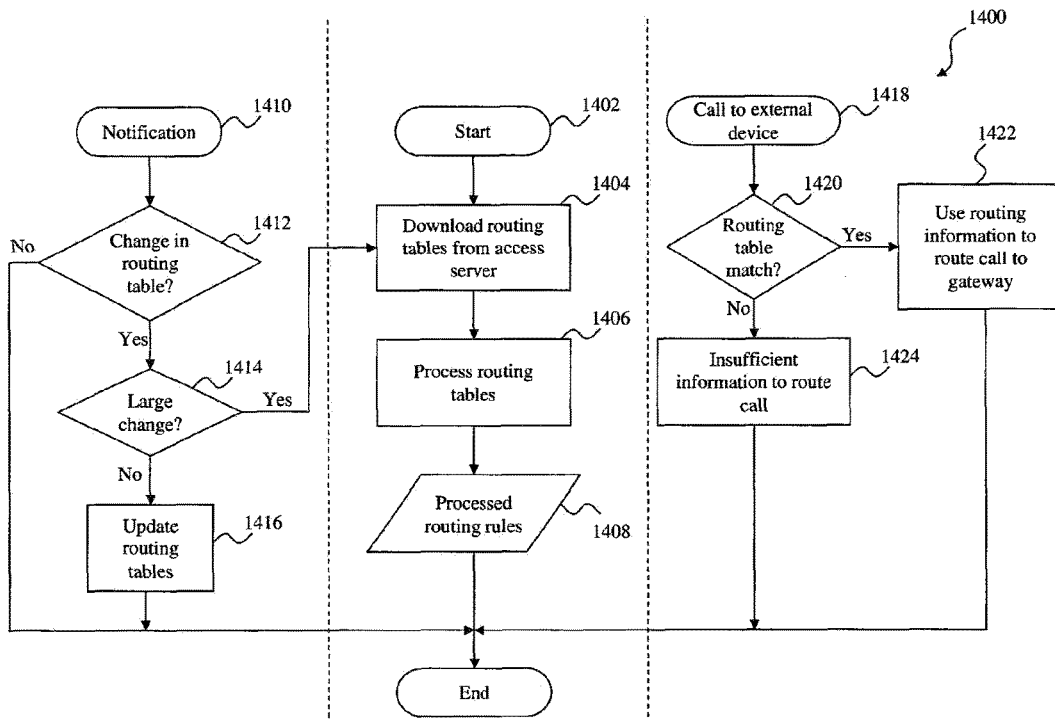 1400
Notification
1410
Change in
routing
table?
1412
No
Yes
Large
change?
1414
Yes
No
Update
routing
tables
1416
Start
1402
Download routing
tables from access
server
1404
Process routing
tables
1406
Processed
routing rules
1408
End
Call to external
device
1418
Routing
table
match?
1420
Yes
No
Use routing
information to
route call to
gateway
1422
Insufficient
information to route
call
1424